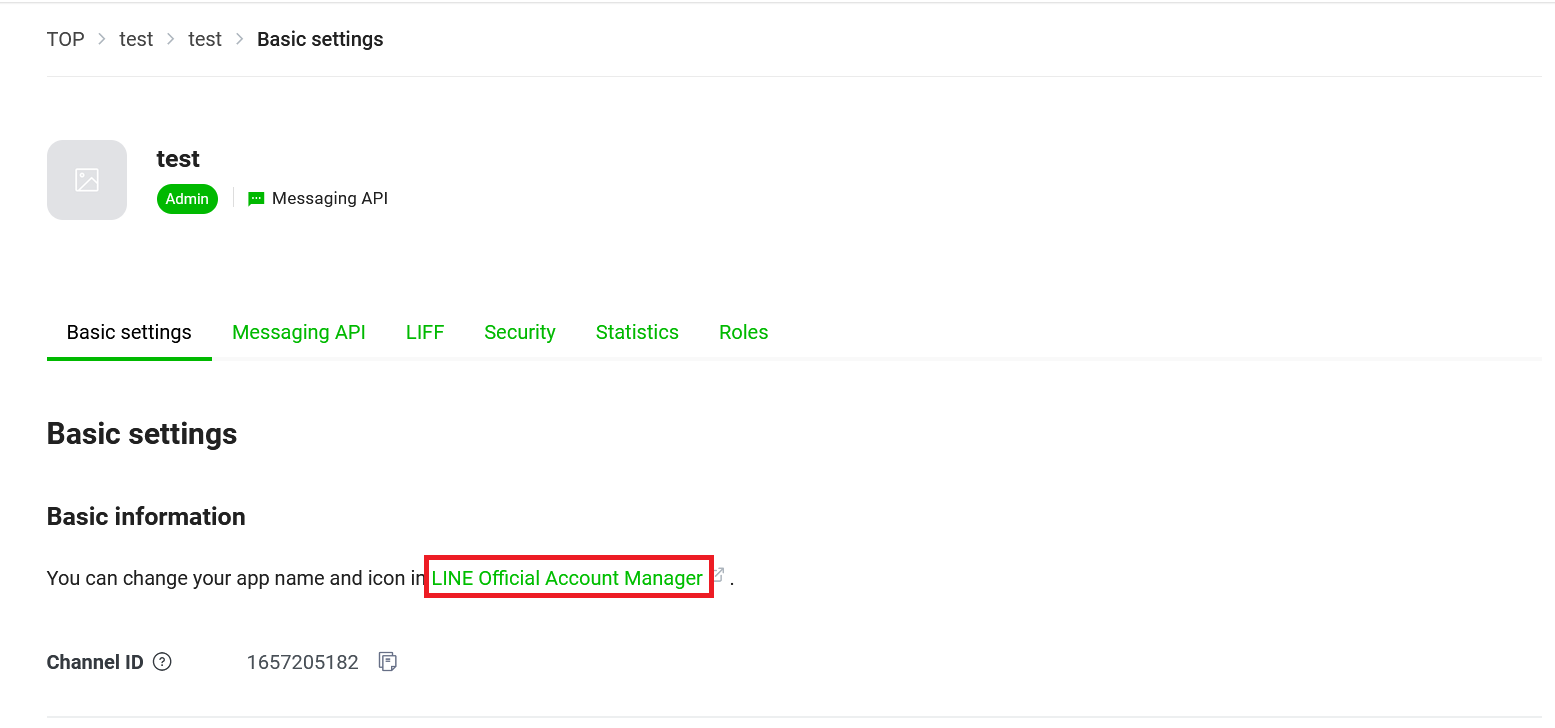 TOP > test > test > Basic settings
test
Admin
Messaging API
Basic settings Messaging API LIFF Security Statistics Roles
Basic settings
Basic information
You can change your app name and icon in LINE Official Account Manager .
Channel ID ? 1657205182